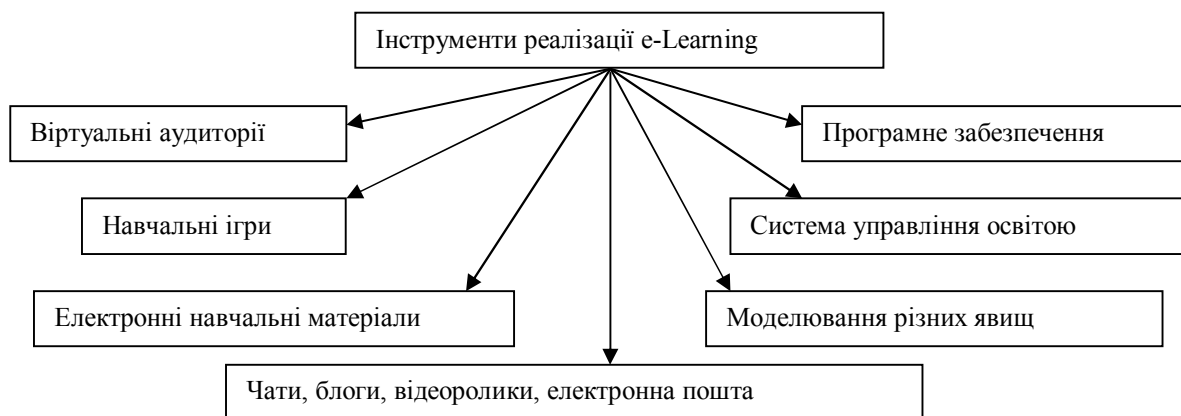 Інструменти реалізації e-Learning
Віртуальні аудиторії
Програмне забезпечення
Навчальні ігри
Система управління освітою
Електронні навчальні матеріали
Моделювання різних явищ
Чати, блоги, відеоролики, електронна пошта